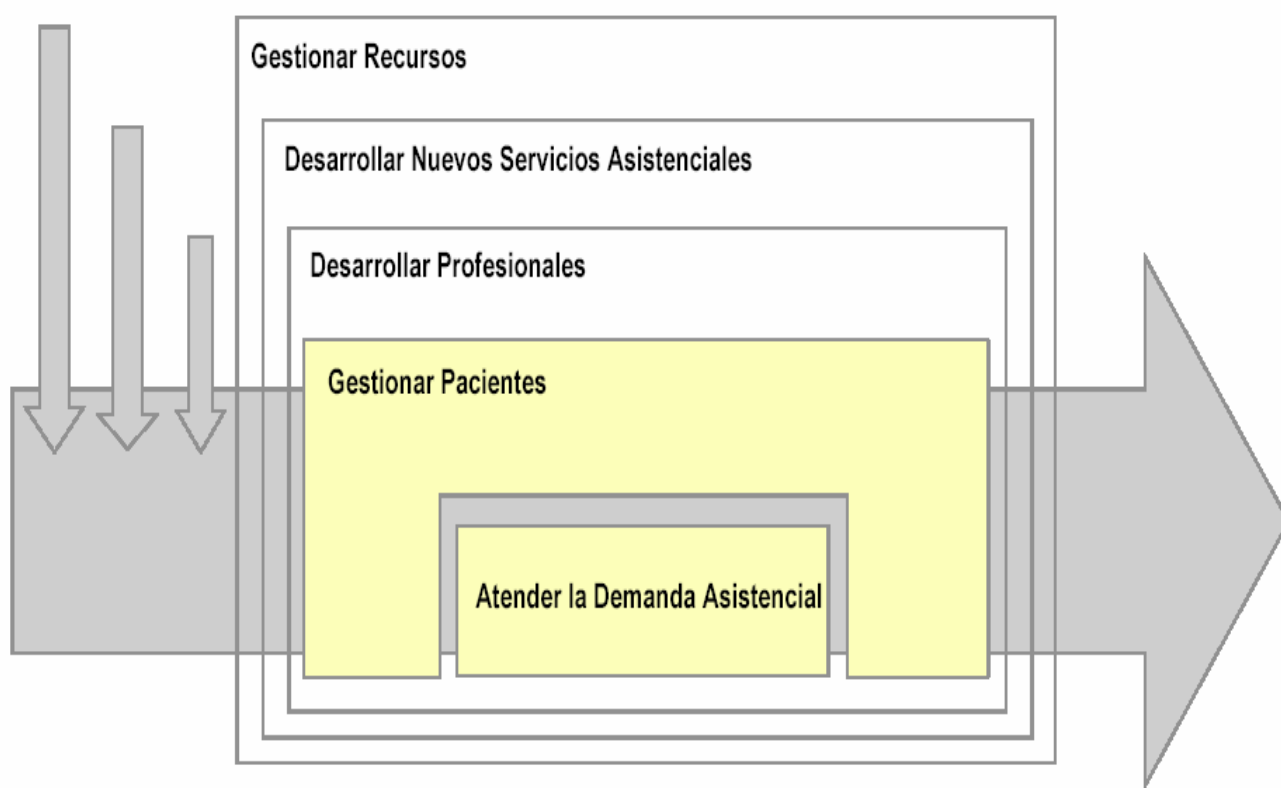 Gestionar Recursos
Desarrollar Nuevos Servicios Asistenciales
Desarrollar Profesionales
Gestionar Pacientes
Atender la Demanda Asistencial